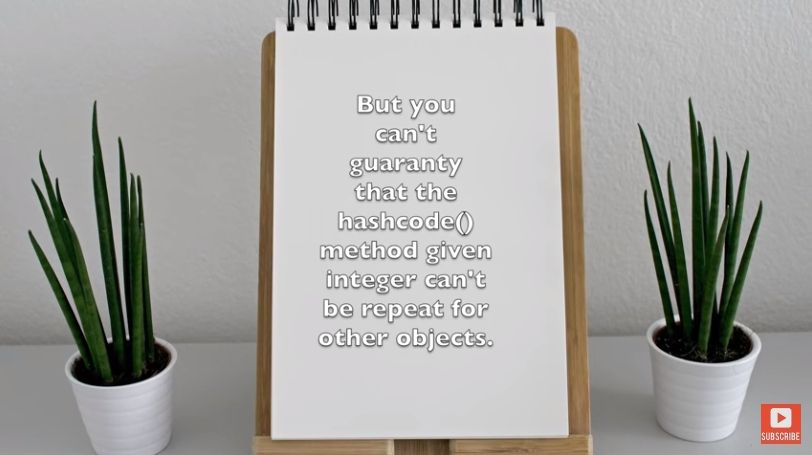 But you
can't
guaranty
that the
hashcode()
method given
integer can't
be repeat for
other objects.
SUBSCRIBE